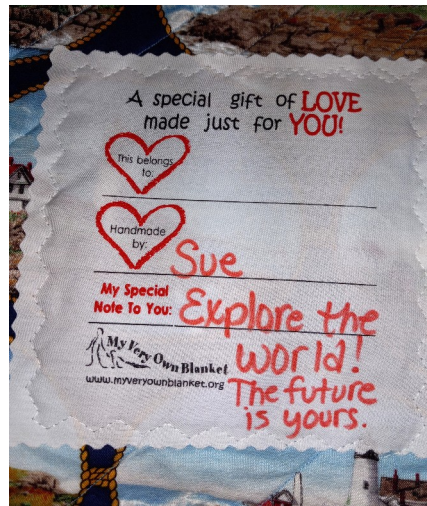 A special gift of LOVE
made just for YOU!
This belongs
to:
Handmade
by:
Sue
My Special
Note To You:
Explore the
world!
The future
is yours.
My Very Own Blanket
www.myveryownblanket.org